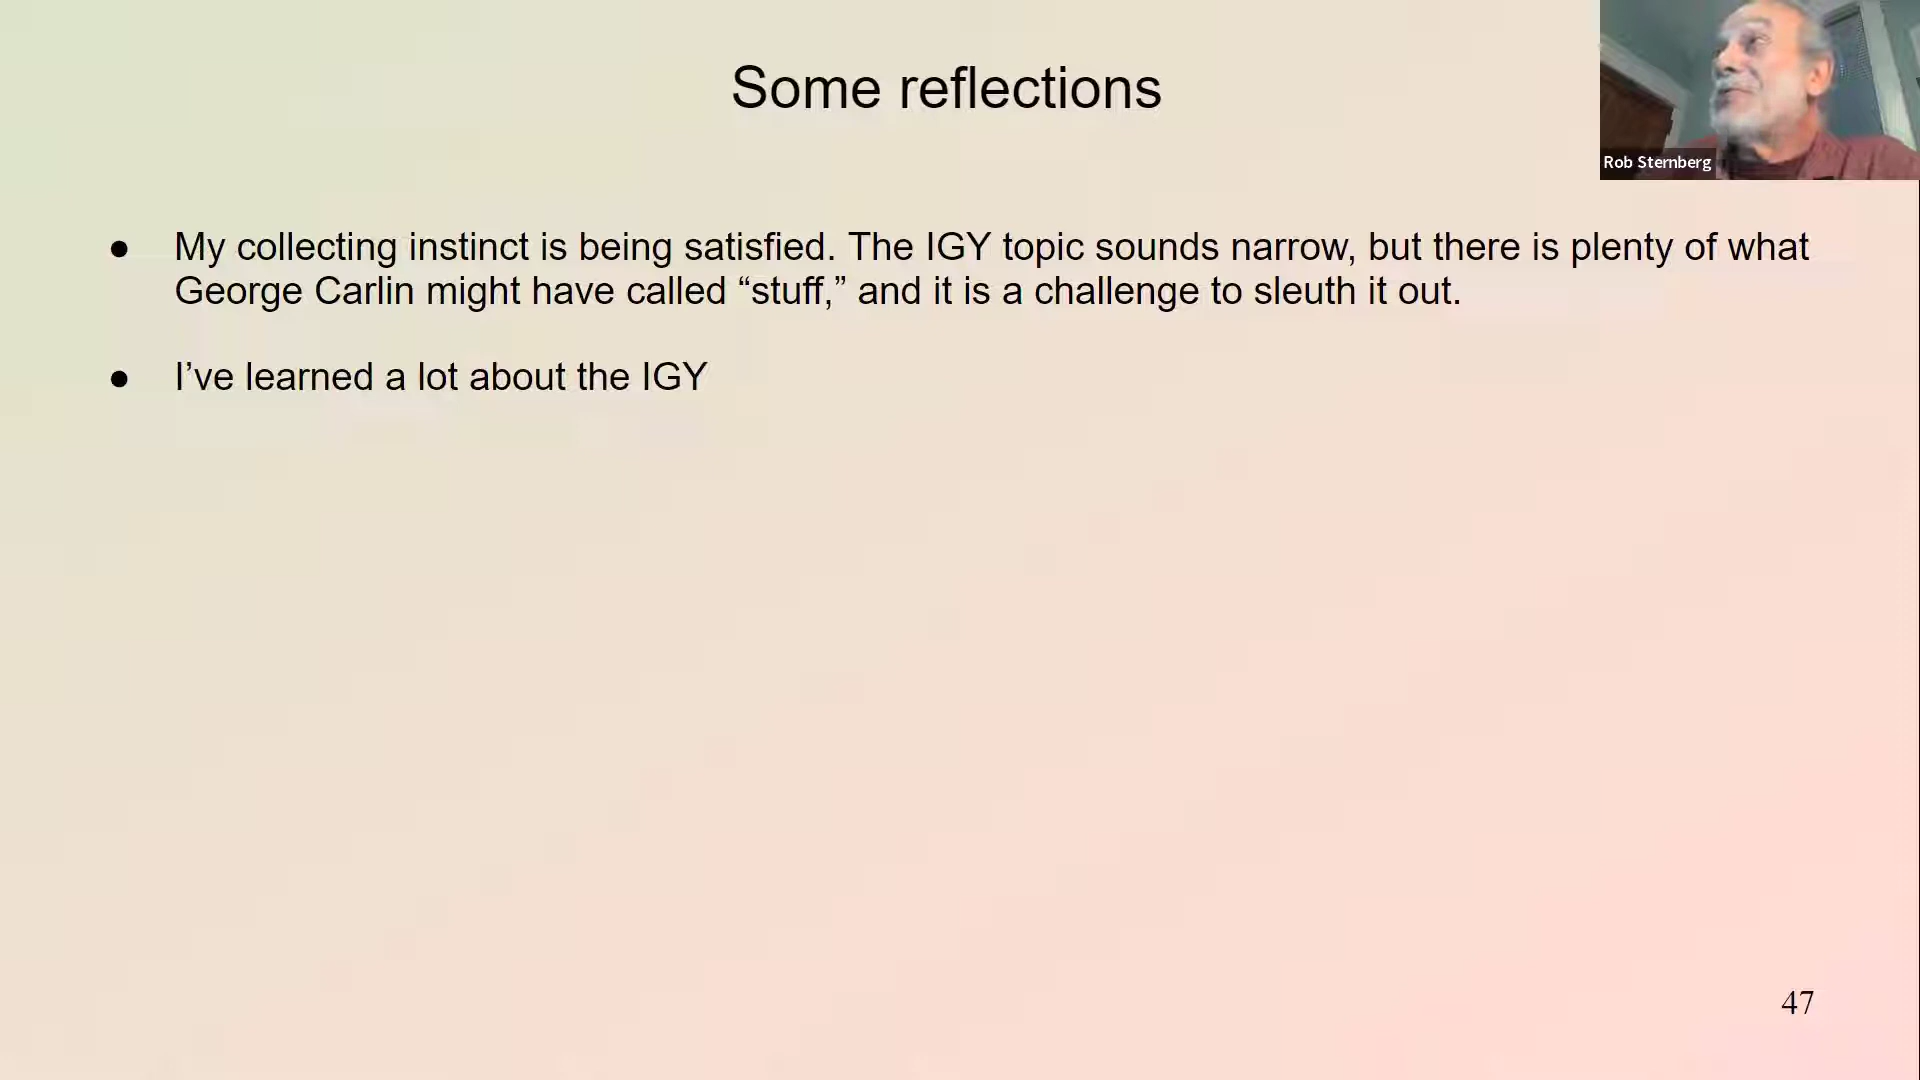 Some reflections
Rob Sternberg
● My collecting instinct is being satisfied. The IGY topic sounds narrow, but there is plenty of what
George Carlin might have called “stuff,” and it is a challenge to sleuth it out.
● I’ve learned a lot about the IGY
47